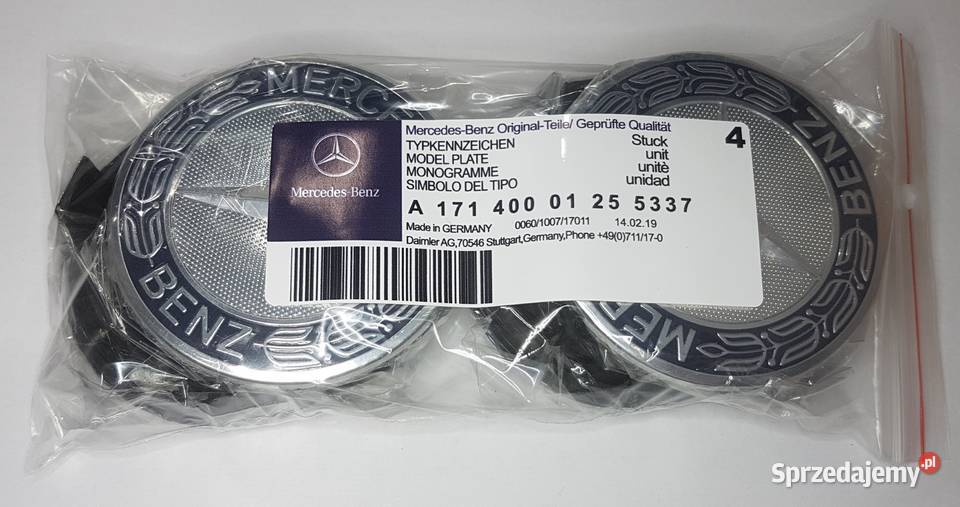 MERC
BENZ
BENZ
MER
Mercedes-Benz
Mercedes-Benz Original-Teile/ Geprüfte Qualität
4
TYPKENNZEICHEN Stuck
MODEL PLATE unit
MONOGRAMME unitè
SIMBOLO DEL TIPO unidad
A 171 400 01 25 5337
Made in GERMANY 0060/1007/17011 14.02.19
Daimler AG,70546 Stuttgart,Germany,Phone +49(0)711/17-0
Sprzedajemy.pl